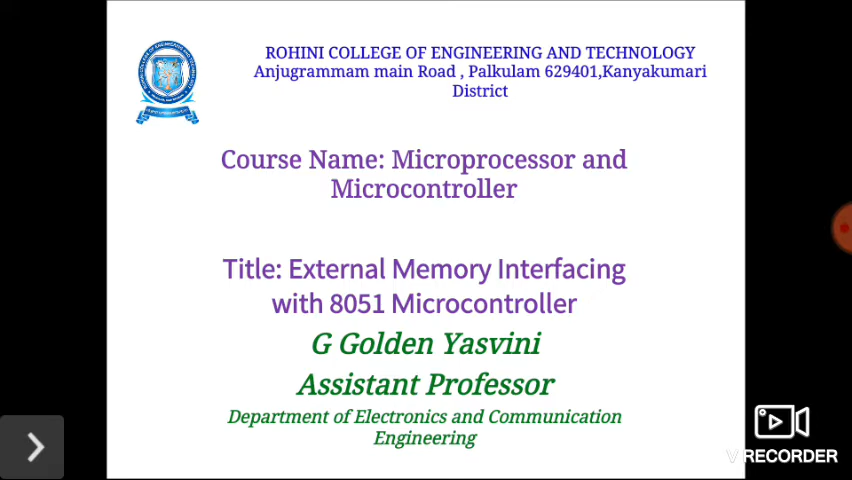 ROHINI COLLEGE OF ENGINEERING AND TECHNOLOGY
Anjugrammam main Road , Palkulam 629401,Kanyakumari
District
Course Name: Microprocessor and
Microcontroller
Title: External Memory Interfacing
with 8051 Microcontroller
G Golden Yasvini
Assistant Professor
Department of Electronics and Communication
Engineering
V RECORDER